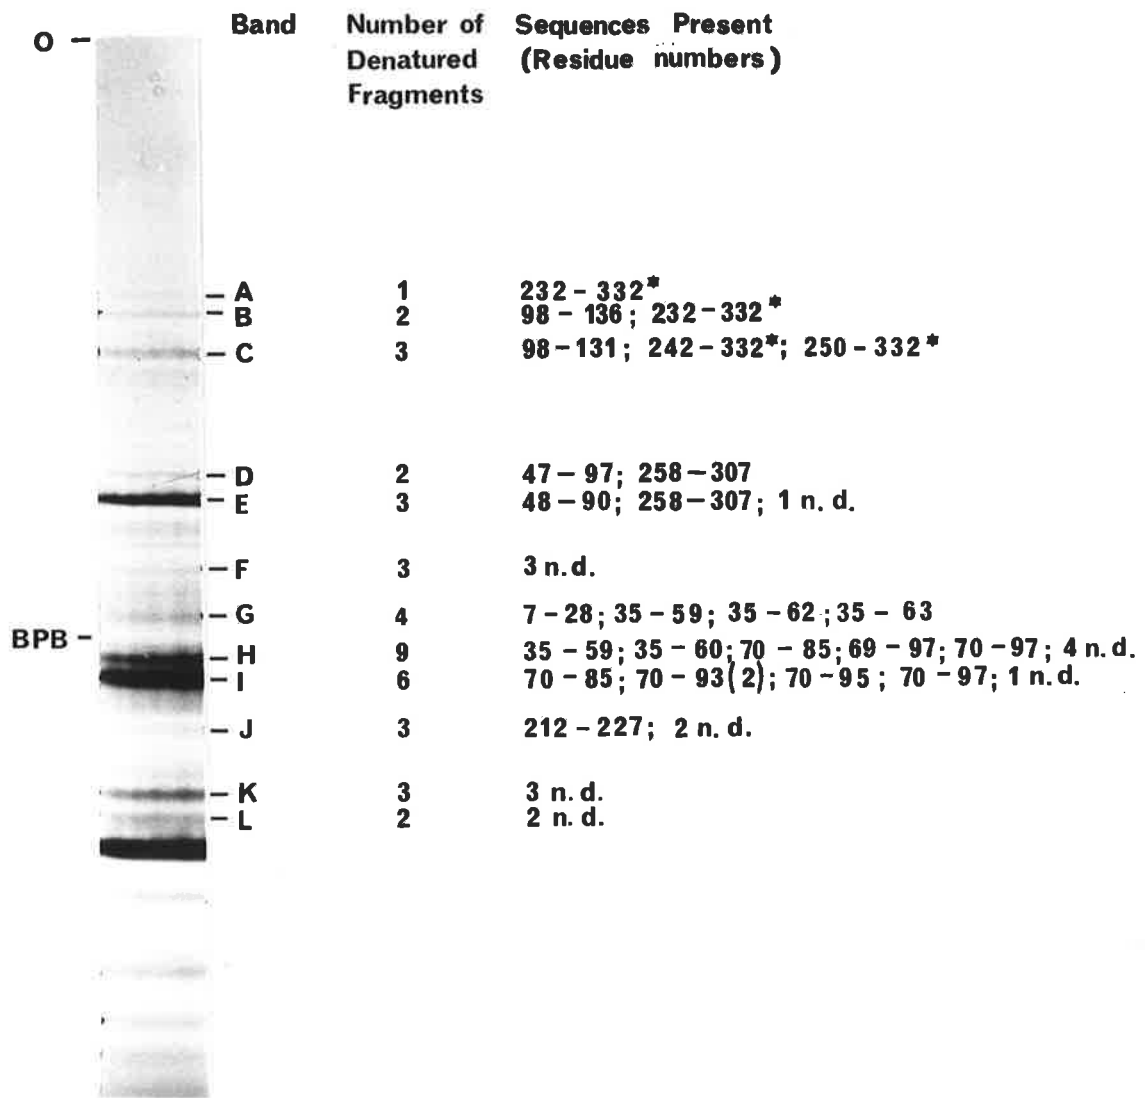 O –
Band Number of Denatured Fragments Sequences Present (Residue numbers)
– A 1 232 – 332*
– B 2 98 – 136; 232 – 332*
– C 3 98 – 131; 242 – 332*; 250 – 332*
– D 2 47 – 97; 258 – 307
– E 3 48 – 90; 258 – 307; 1 n. d.
– F 3 3 n. d.
– G 4 7 – 28; 35 – 59; 35 – 62; 35 – 63
BPB –
– H 9 35 – 59; 35 – 60; 70 – 85; 69 – 97; 70 – 97; 4 n. d.
– I 6 70 – 85; 70 – 93(2); 70 – 95; 70 – 97; 1 n. d.
– J 3 212 – 227; 2 n. d.
– K 3 3 n. d.
– L 2 2 n. d.